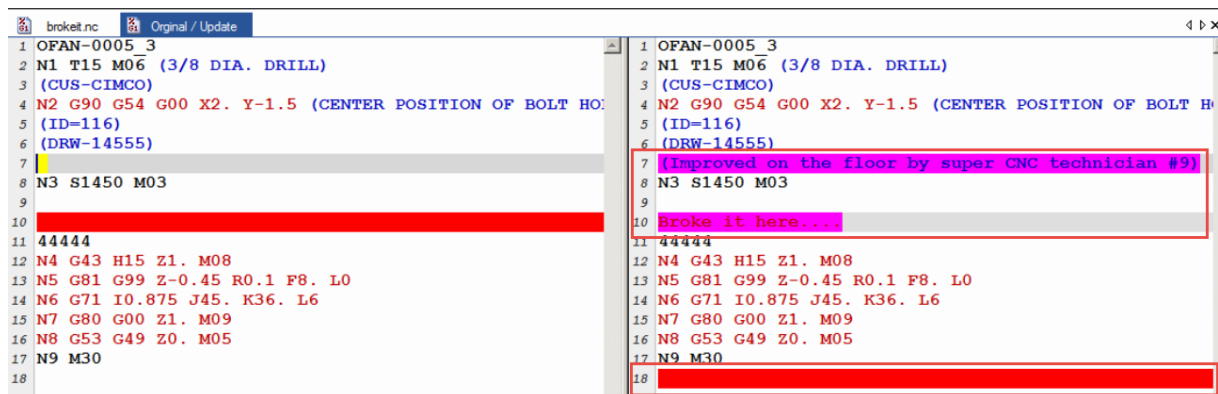 brokeit.nc
Orginal / Update
1 OFAN-0005_3
2 N1 T15 M06 (3/8 DIA. DRILL)
3 (CUS-CIMCO)
4 N2 G90 G54 G00 X2. Y-1.5 (CENTER POSITION OF BOLT HO
5 (ID=116)
6 (DRW-14555)
7
8 N3 S1450 M03
9
10
11 44444
12 N4 G43 H15 Z1. M08
13 N5 G81 G99 Z-0.45 R0.1 F8. L0
14 N6 G71 I0.875 J45. K36. L6
15 N7 G80 G00 Z1. M09
16 N8 G53 G49 Z0. M05
17 N9 M30
18
1 OFAN-0005_3
2 N1 T15 M06 (3/8 DIA. DRILL)
3 (CUS-CIMCO)
4 N2 G90 G54 G00 X2. Y-1.5 (CENTER POSITION OF BOLT H
5 (ID=116)
6 (DRW-14555)
7 (Improved on the floor by super CNC technician #9)
8 N3 S1450 M03
9
10 Broke it here....
11 44444
12 N4 G43 H15 Z1. M08
13 N5 G81 G99 Z-0.45 R0.1 F8. L0
14 N6 G71 I0.875 J45. K36. L6
15 N7 G80 G00 Z1. M09
16 N8 G53 G49 Z0. M05
17 N9 M30
18